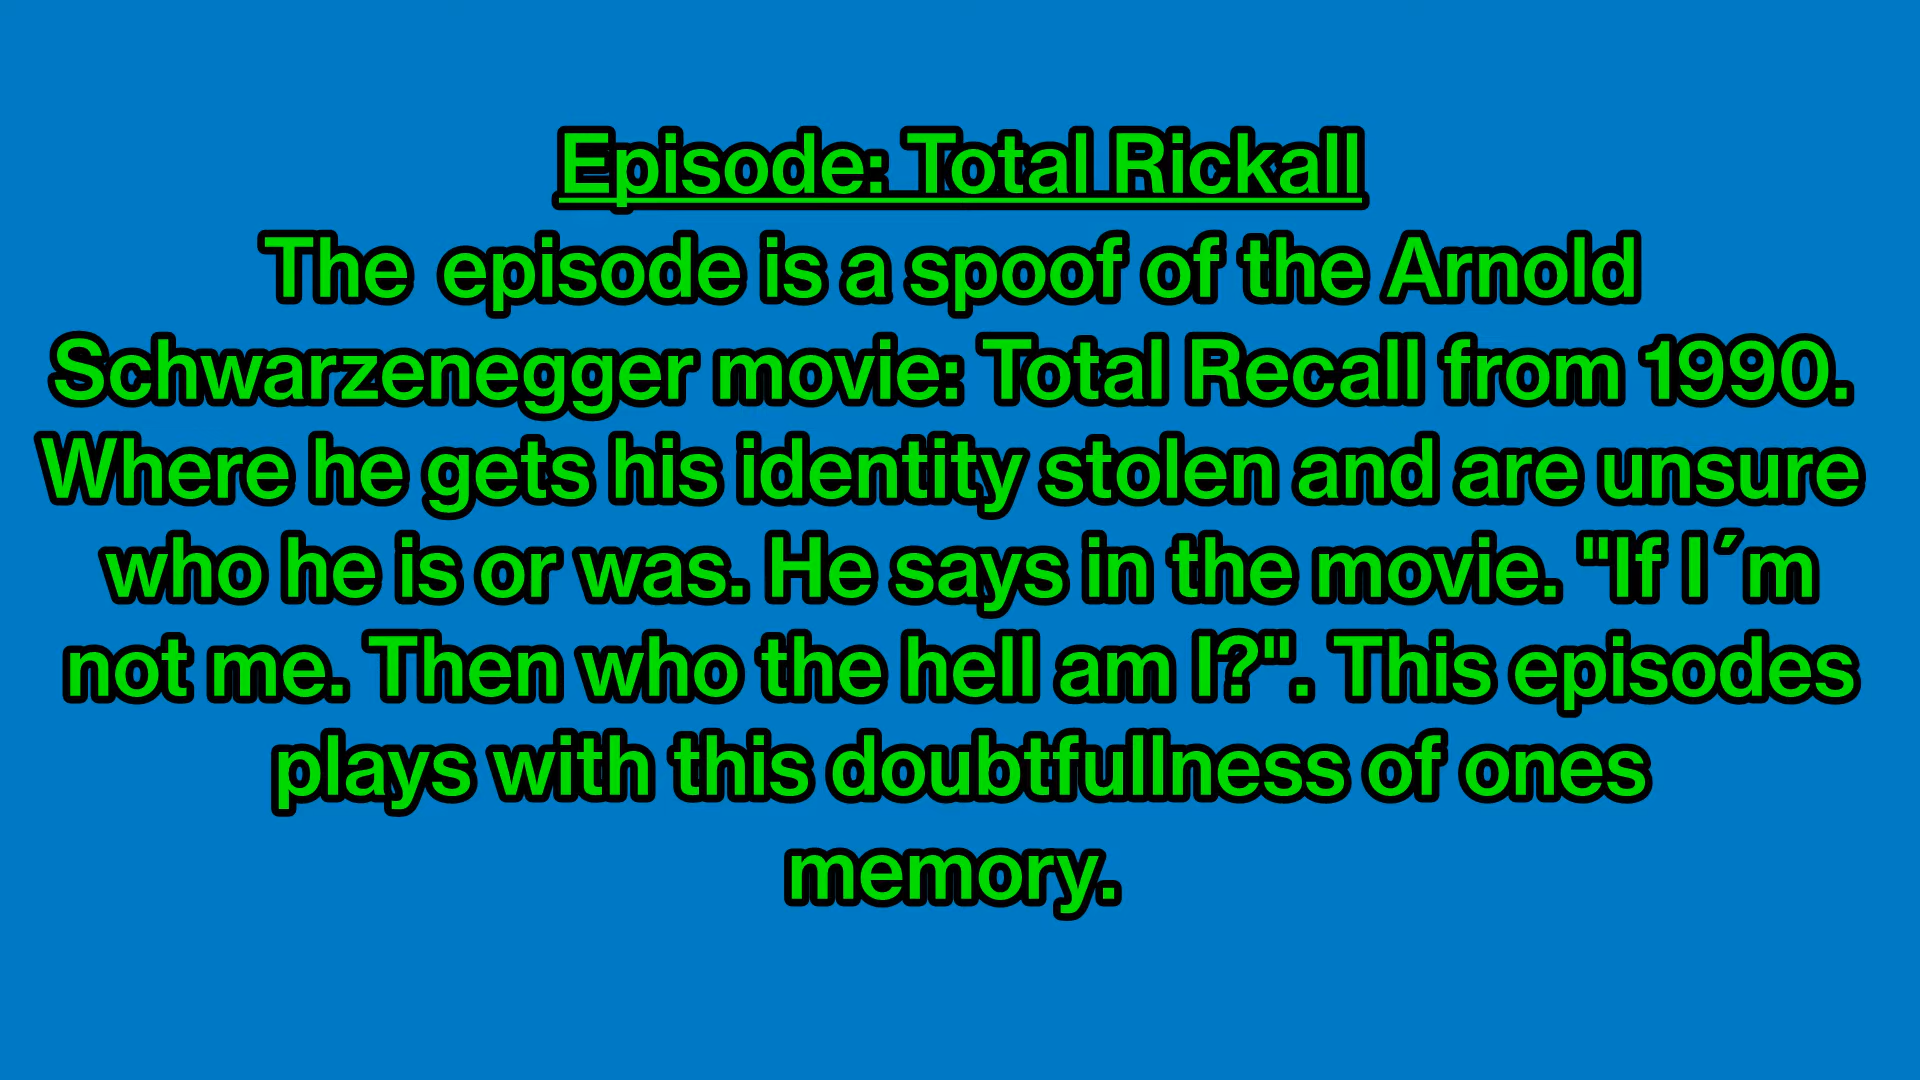 Episode: Total Rickall
The episode is a spoof of the Arnold
Schwarzenegger movie: Total Recall from 1990.
Where he gets his identity stolen and are unsure
who he is or was. He says in the movie. "If I´m
not me. Then who the hell am I?". This episodes
plays with this doubtfullness of ones
memory.